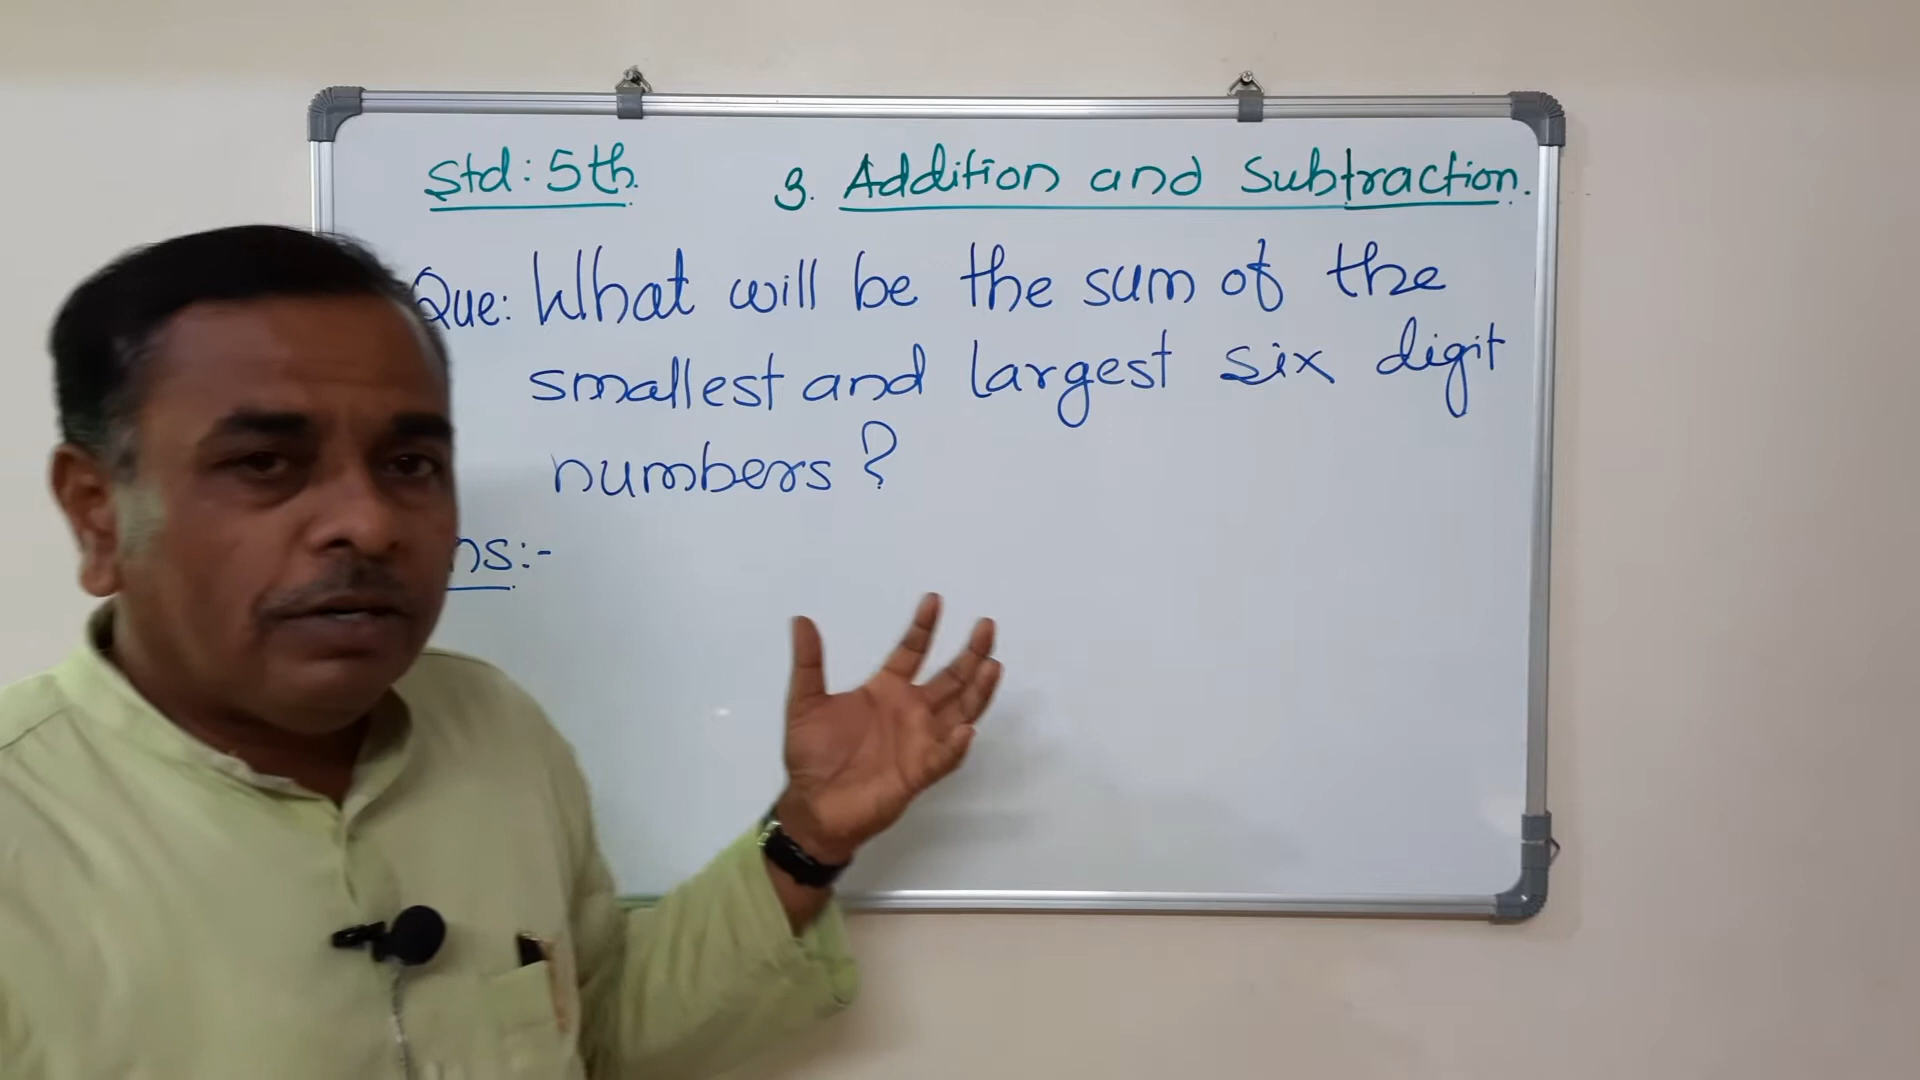 Std: 5th. 3. Addition and Subtraction.
Que: What will be the sum of the
smallest and largest six digit
numbers?
ns:-